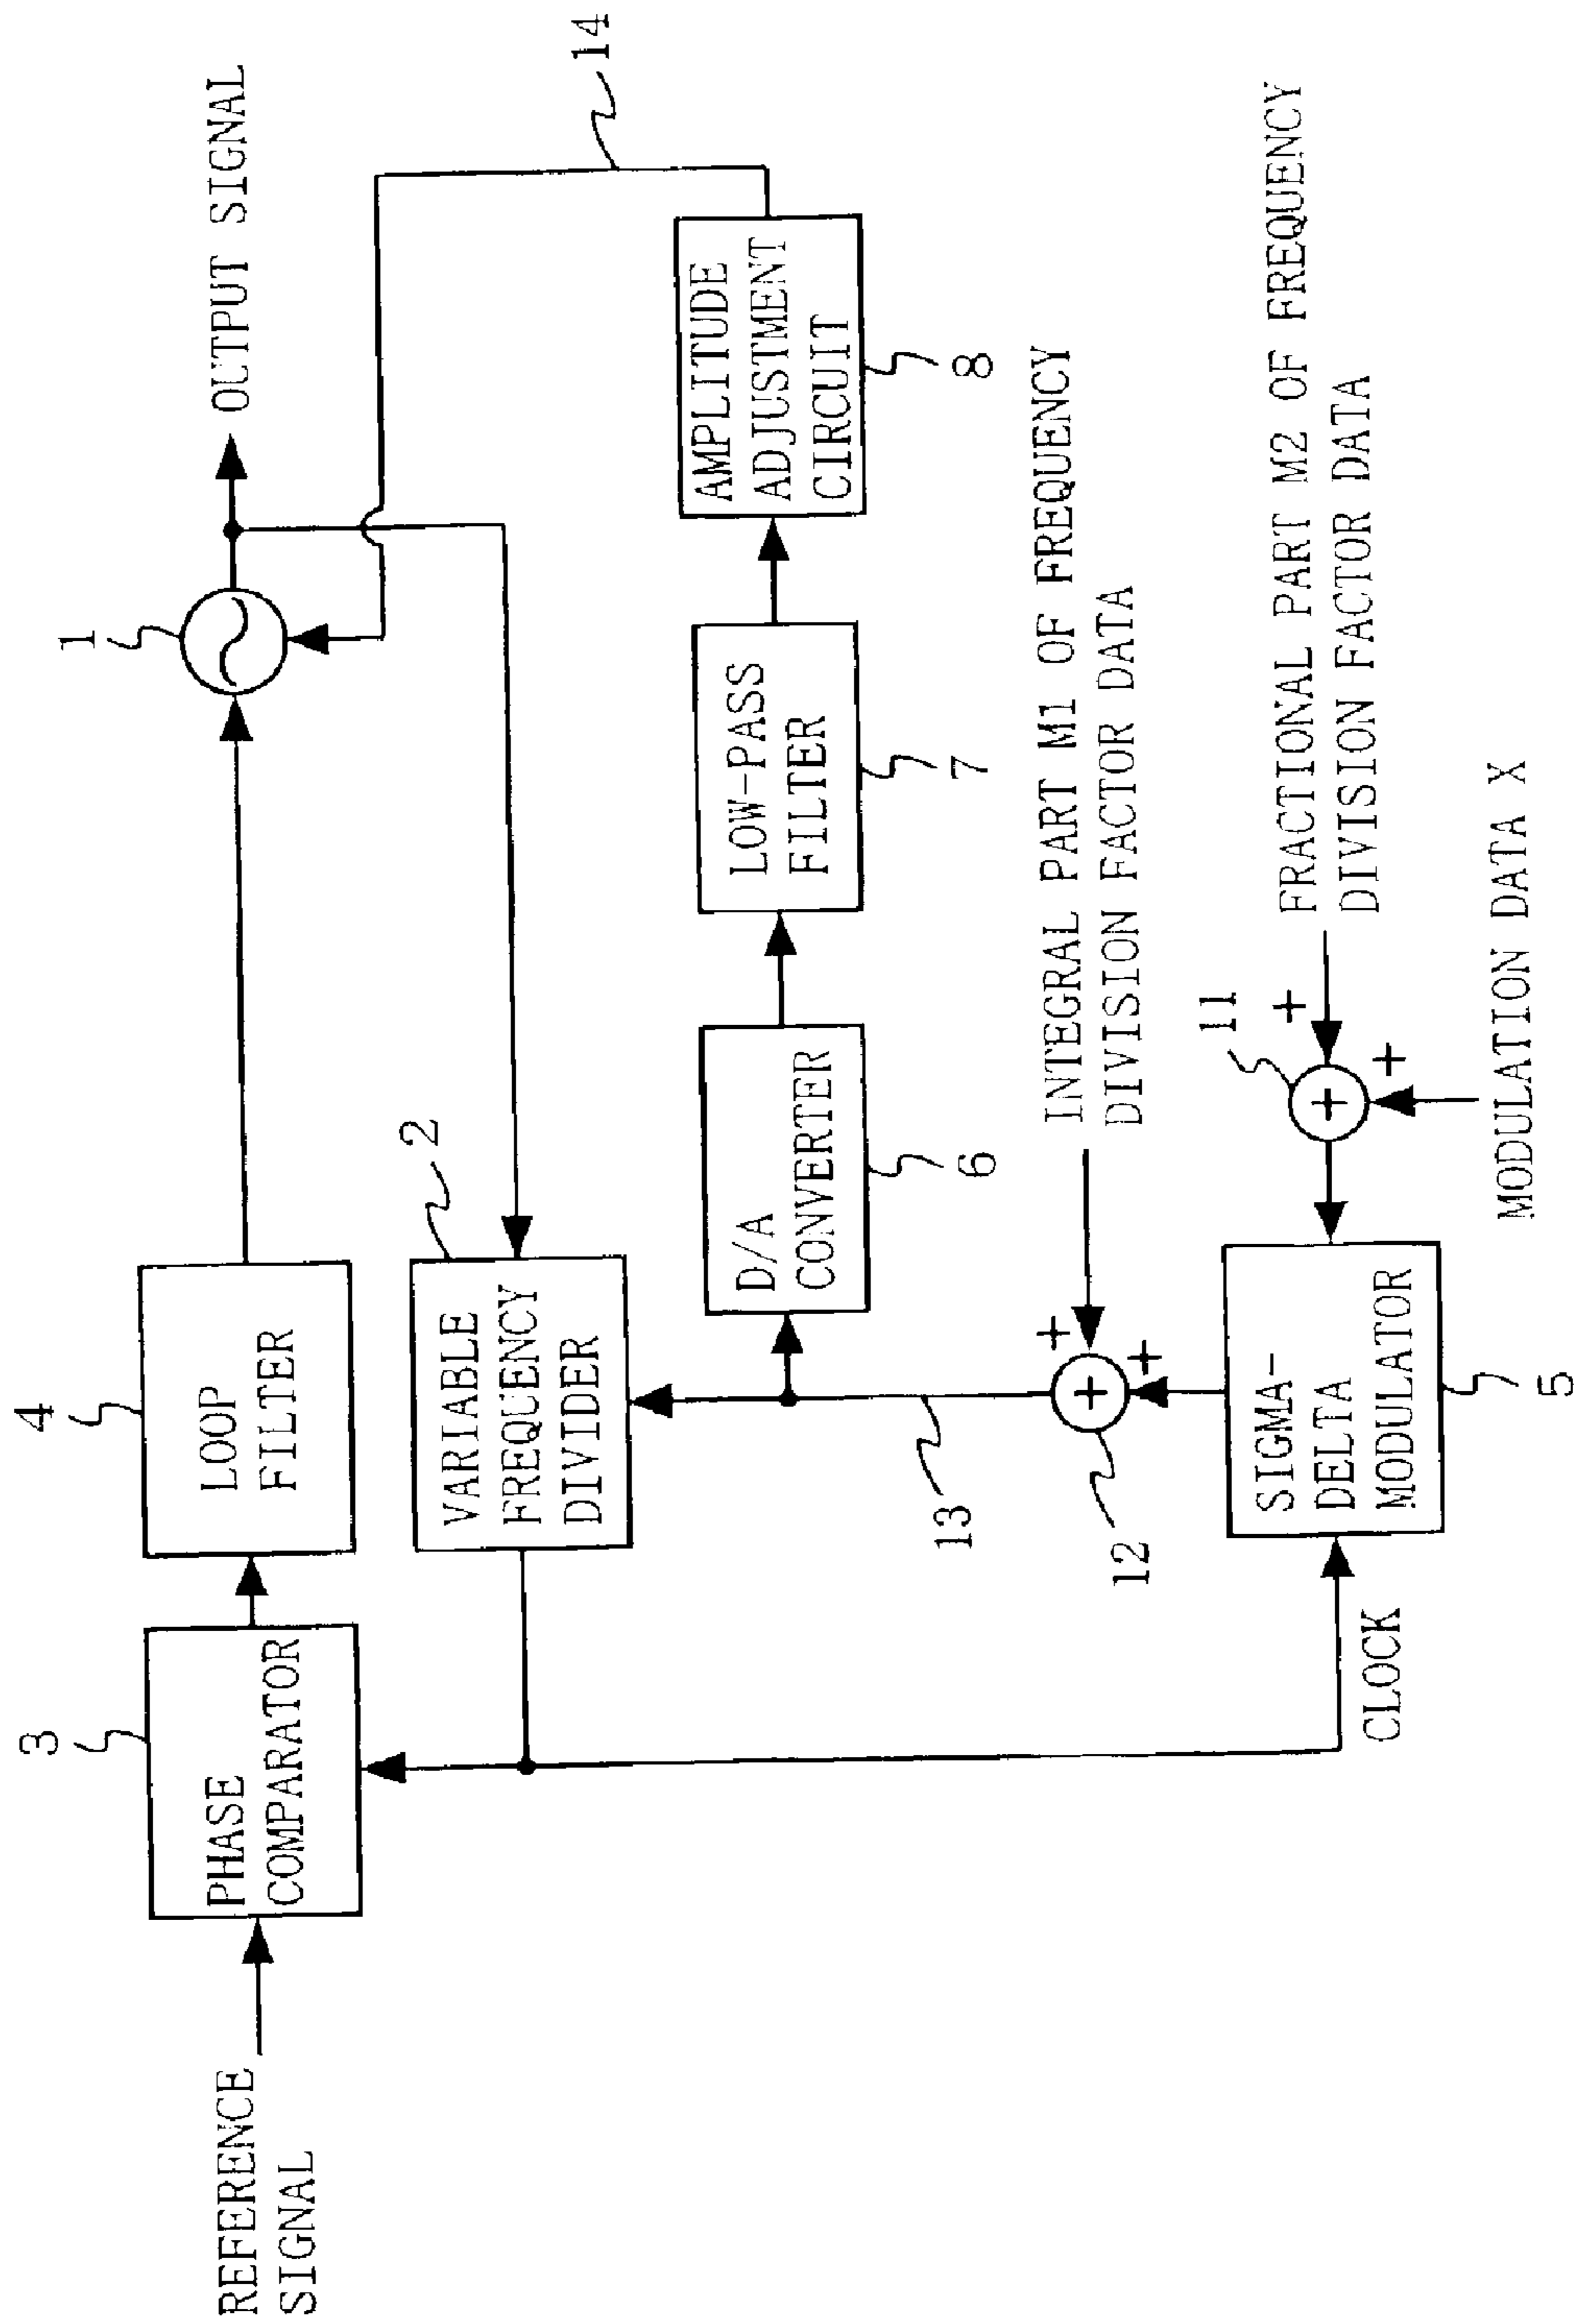 3
4
1
REFERENCE
SIGNAL
PHASE
COMPARATOR
LOOP
FILTER
OUTPUT SIGNAL
2
VARIABLE
FREQUENCY
DIVIDER
14
13
D/A
CONVERTER
6
LOW-PASS
FILTER
7
AMPLITUDE
ADJUSTMENT
CIRCUIT
8
12
+
+
+
INTEGRAL PART M1 OF FREQUENCY
DIVISION FACTOR DATA
CLOCK
SIGMA-
DELTA
MODULATOR
5
11
+
+
+
FRACTIONAL PART M2 OF FREQUENCY
DIVISION FACTOR DATA
MODULATION DATA X